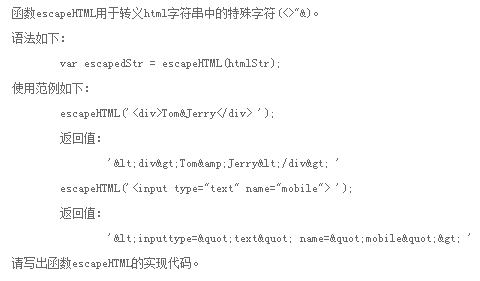 函数escapeHTML用于转义html字符串中的特殊字符(<>"&)。
语法如下:
var escapedStr = escapeHTML(htmlStr);
使用范例如下:
escapeHTML('<div>Tom&Jerry</div> ');
返回值:
'&lt;div&gt;Tom&amp;Jerry&lt;/div&gt; '
escapeHTML('<input type="text" name="mobile"> ');
返回值:
'&lt;inputtype=&quot;text&quot; name=&quot;mobile&quot;&gt; '
请写出函数escapeHTML的实现代码。